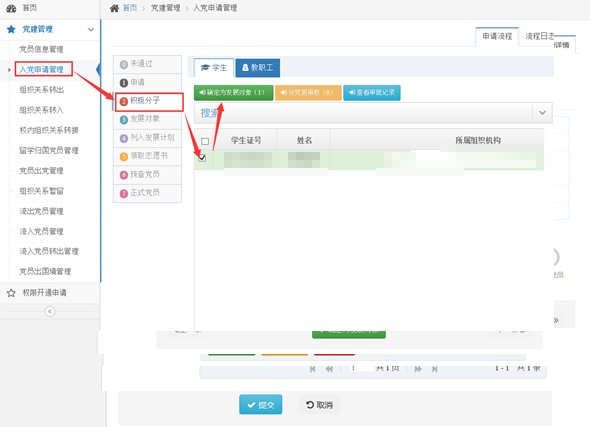 首页
党建管理
党员信息管理
入党申请管理
组织关系转出
组织关系转入
校内组织关系转接
留学归国党员管理
党员出党管理
组织关系暂留
流出党员管理
流入党员管理
流入党员转出管理
党员出国境管理
权限开通申请
首页 > 党建管理 > 入党申请管理
申请流程 流程日志
详情
0 未通过
1 申请
2 积极分子
3 发展对象
4 列入发展计划
5 领取志愿书
6 预备党员
7 正式党员
学生 教职工
确定为发展对象（1） 分党委审核（0） 查看审批记录
搜索
学生证号 姓名 所属组织机构
党员
1 共 1 页 1 - 1 共 1 条
提交 取消